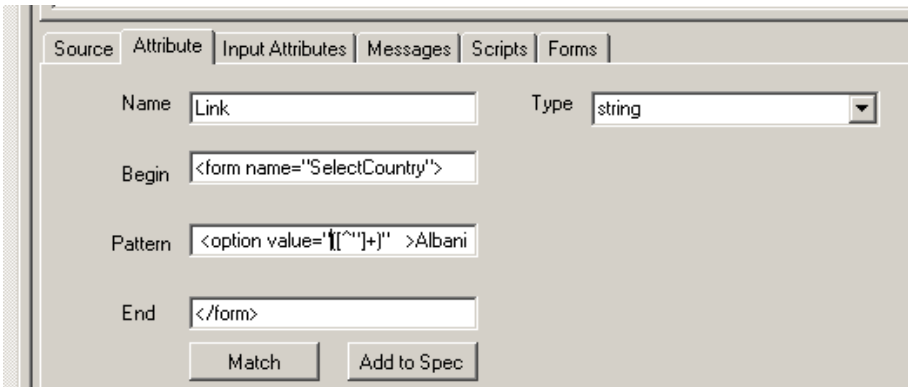 Source Attribute Input Attributes Messages Scripts Forms
Name Link Type string
Begin <form name="SelectCountry">
Pattern <option value="([^"]+)" >Albani
End </form>
Match Add to Spec